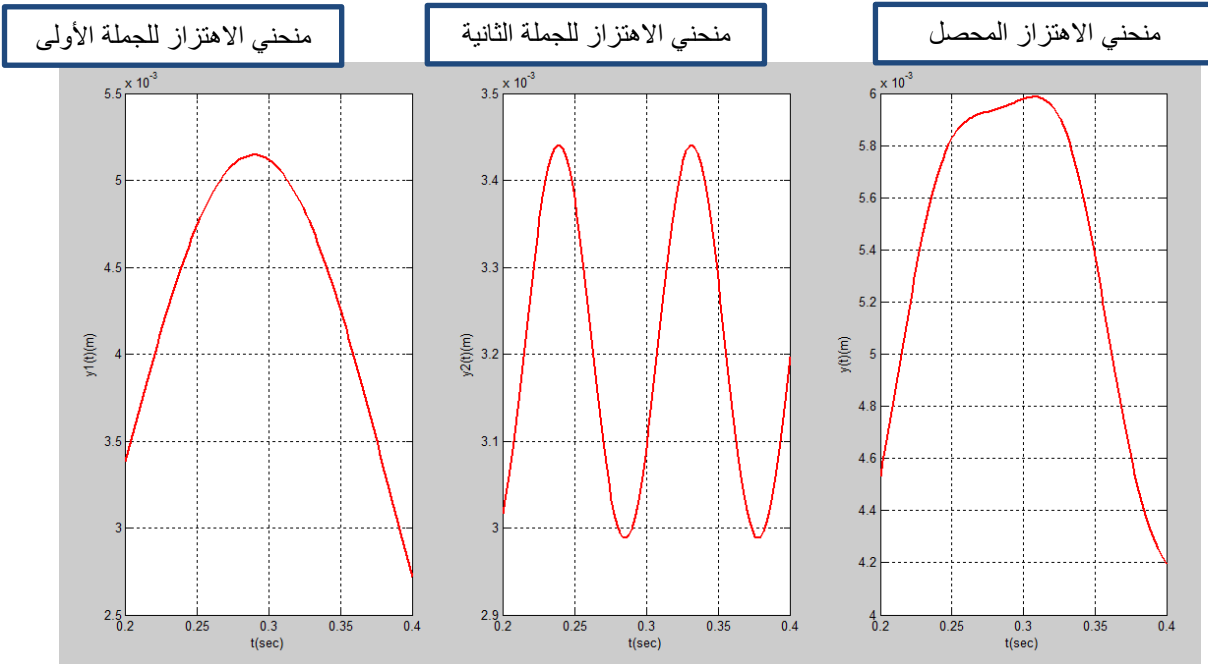 منحني الاهتزاز للجملة الأولى
منحني الاهتزاز للجملة الثانية
منحني الاهتزاز المحصل
x 10-3
5.5
5
4.5
4
3.5
3
2.5
y1(t)(m)
0.2 0.25 0.3 0.35 0.4
t(sec)
x 10-3
3.5
3.4
3.3
3.2
3.1
3
2.9
y2(t)(m)
0.2 0.25 0.3 0.35 0.4
t(sec)
x 10-3
6
5.8
5.6
5.4
5.2
5
4.8
4.6
4.4
4.2
4
y(t)(m)
0.2 0.25 0.3 0.35 0.4
t(sec)